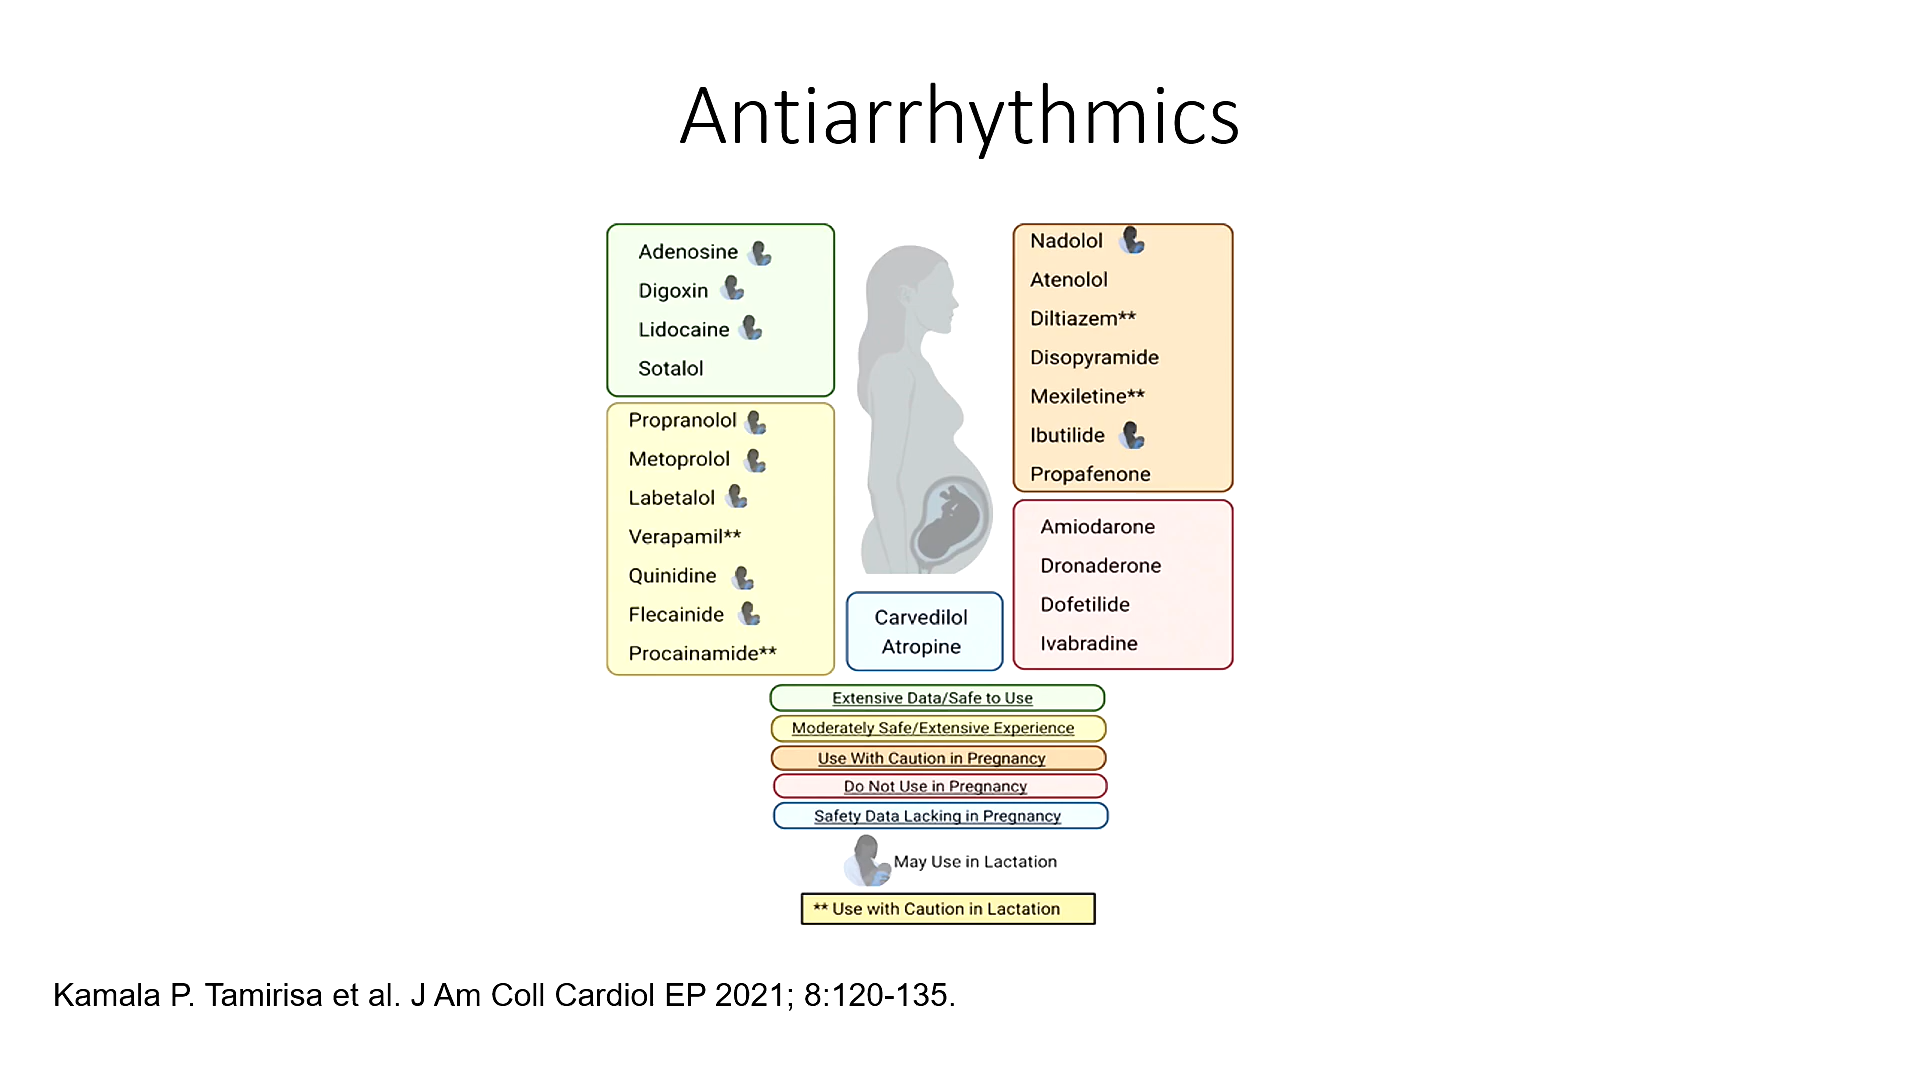 Antiarrhythmics
Adenosine
Digoxin
Lidocaine
Sotalol
Propranolol
Metoprolol
Labetalol
Verapamil**
Quinidine
Flecainide
Procainamide**
Carvedilol
Atropine
Nadolol
Atenolol
Diltiazem**
Disopyramide
Mexiletine**
Ibutilide
Propafenone
Amiodarone
Dronaderone
Dofetilide
Ivabradine
Extensive Data/Safe to Use
Moderately Safe/Extensive Experience
Use With Caution in Pregnancy
Do Not Use in Pregnancy
Safety Data Lacking in Pregnancy
May Use in Lactation
** Use with Caution in Lactation
Kamala P. Tamirisa et al. J Am Coll Cardiol EP 2021; 8:120-135.